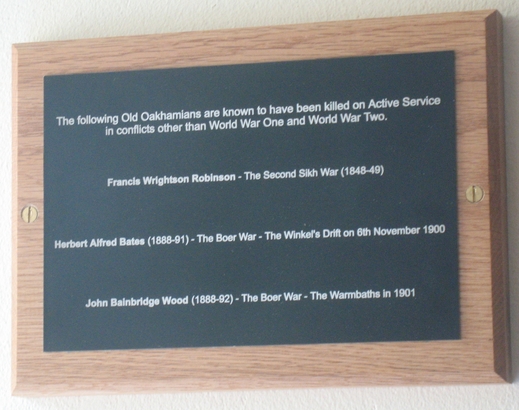 The following Old Oakhamians are known to have been killed on Active Service
in conflicts other than World War One and World War Two.
Francis Wrightson Robinson - The Second Sikh War (1848-49)
Herbert Alfred Bates (1888-91) - The Boer War - The Winkel's Drift on 6th November 1900
John Bainbridge Wood (1888-92) - The Boer War - The Warmbaths in 1901